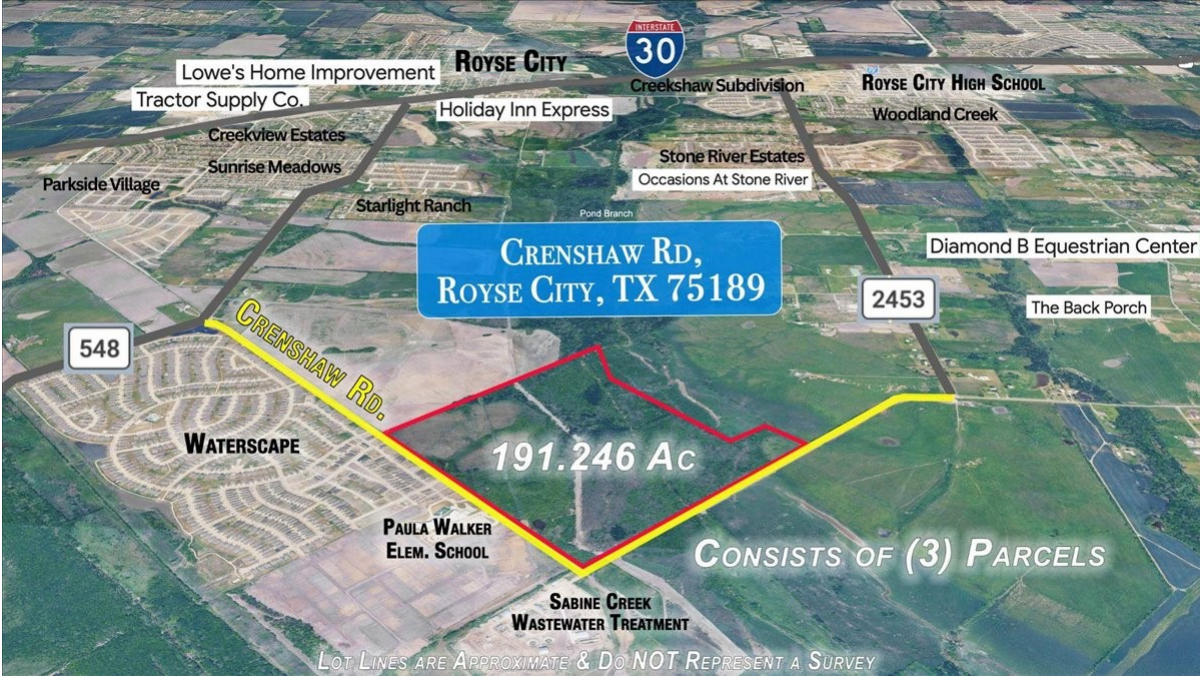 INTERSTATE
30
ROYSE CITY
Lowe's Home Improvement
Tractor Supply Co.
Holiday Inn Express
Creekshaw Subdivision
ROYSE CITY HIGH SCHOOL
Woodland Creek
Creekview Estates
Sunrise Meadows
Parkside Village
Starlight Ranch
Stone River Estates
Occasions At Stone River
Pond Branch
CRENSHAW RD,
ROYSE CITY, TX 75189
Diamond B Equestrian Center
2453
The Back Porch
548
CRENSHAW RD.
WATERSCAPE
191.246 AC
PAULA WALKER
ELEM. SCHOOL
CONSISTS OF (3) PARCELS
SABINE CREEK
WASTEWATER TREATMENT
LOT LINES ARE APPROXIMATE & DO NOT REPRESENT A SURVEY